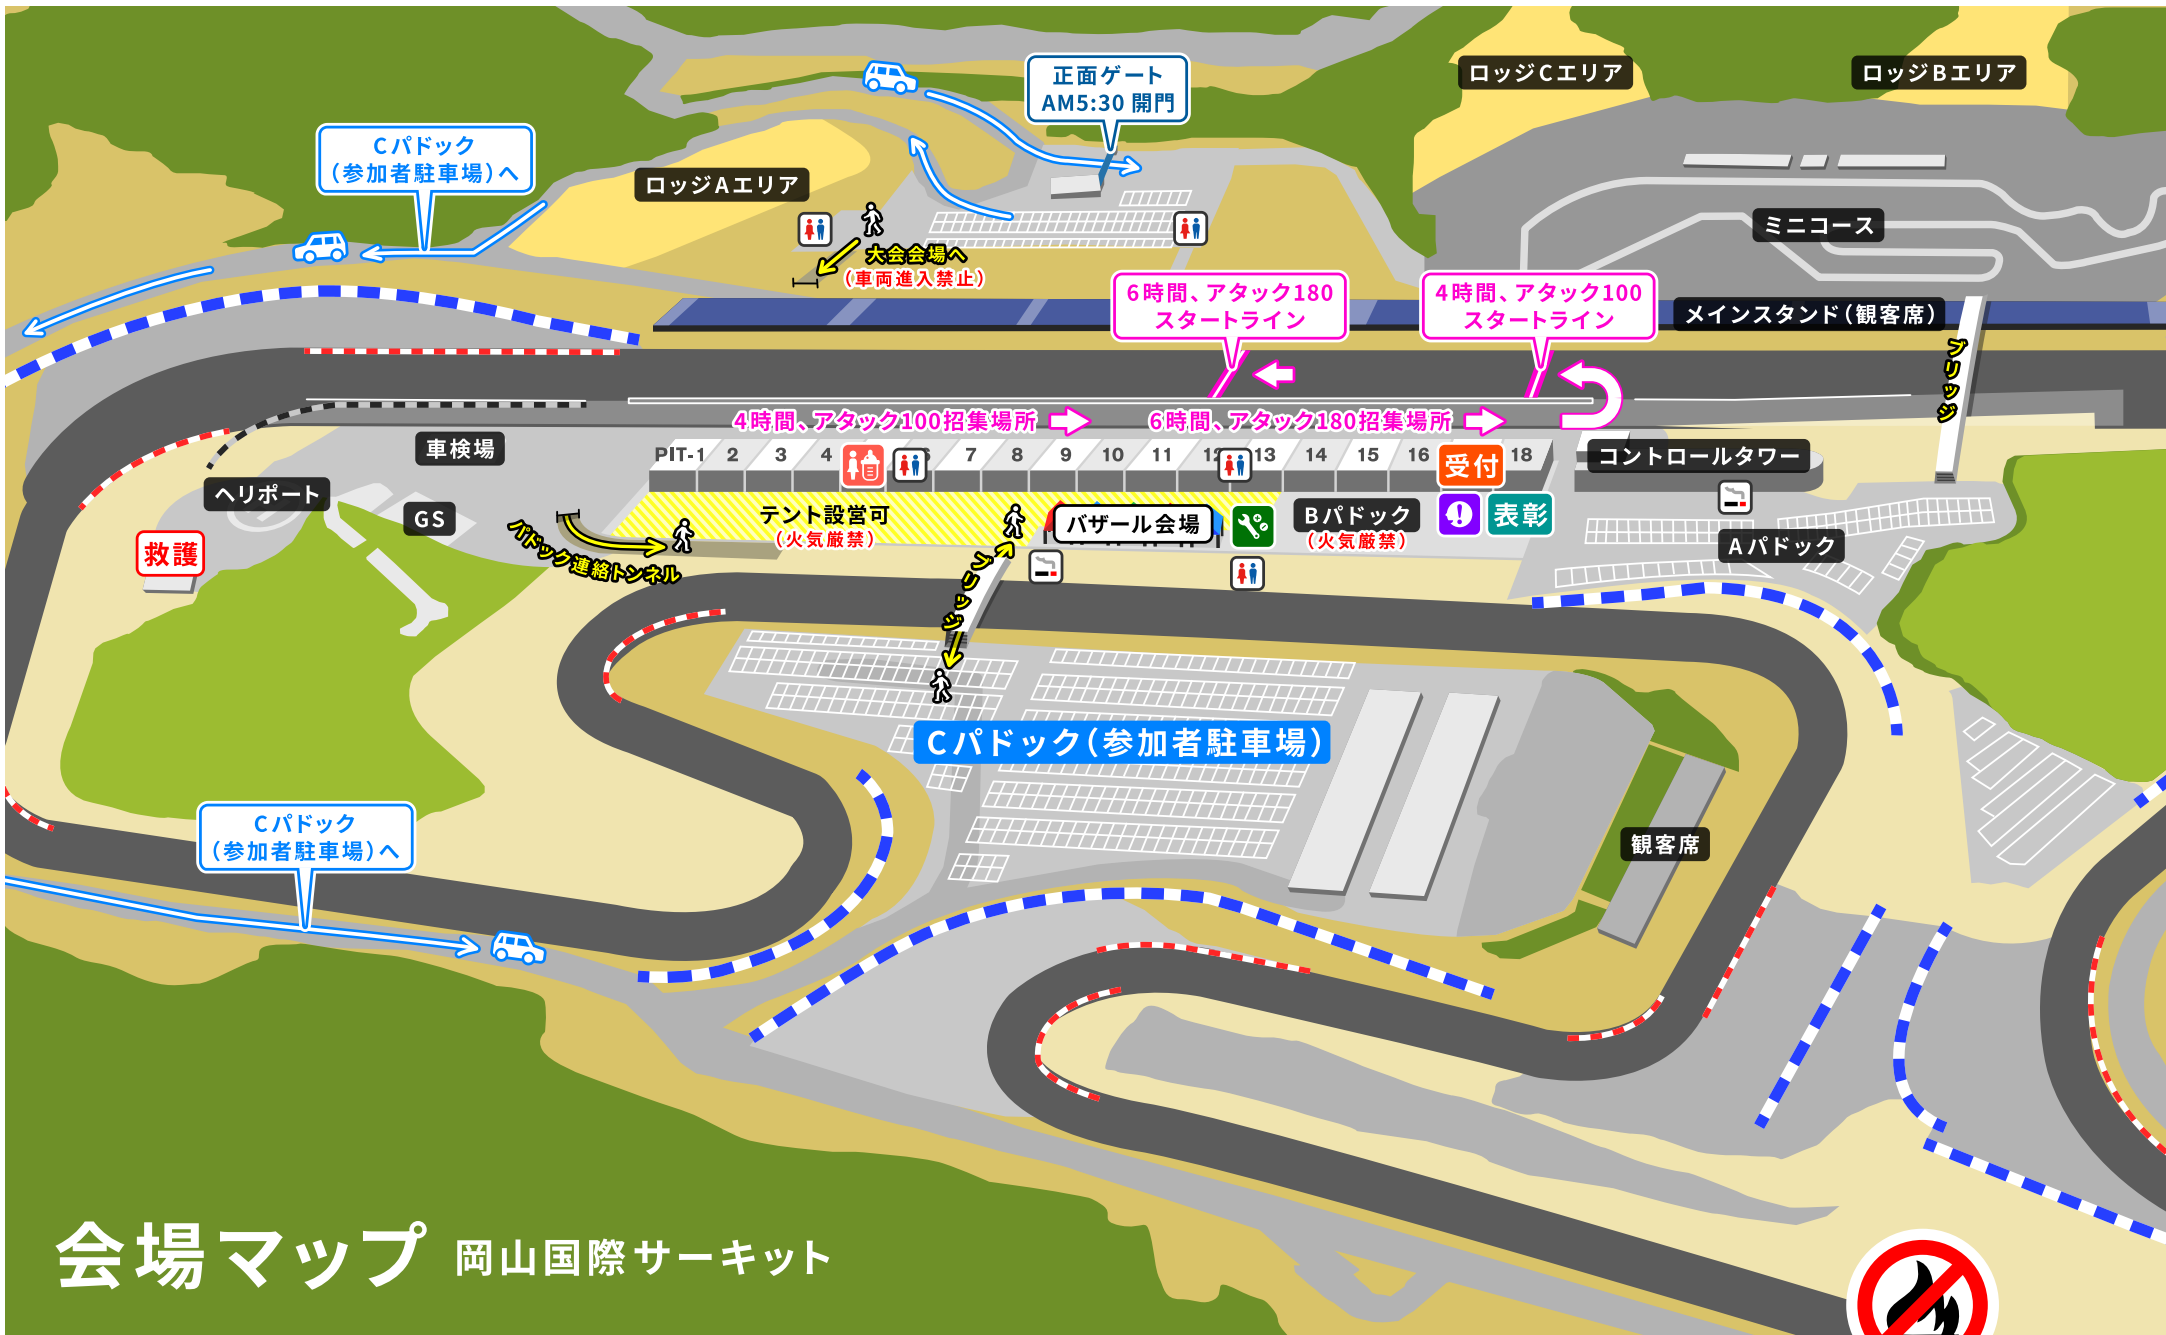 正面ゲート
AM5:30 開門
ロッジCエリア
ロッジBエリア
Cパドック
（参加者駐車場）へ
ロッジAエリア
ミニコース
大会会場へ
（車両進入禁止）
6時間、アタック180
スタートライン
4時間、アタック100
スタートライン
メインスタンド（観客席）
ブリッジ
4時間、アタック100招集場所
6時間、アタック180招集場所
車検場
PIT-1 2 3 4 7 8 9 10 11 13 14 15 16 18
受付
コントロールタワー
ヘリポート
GS
テント設営可
（火気厳禁）
バザール会場
Bパドック
（火気厳禁）
表彰
Aパドック
救護
パドック連絡トンネル
ブリッジ
Cパドック（参加者駐車場）
Cパドック
（参加者駐車場）へ
観客席
会場マップ 岡山国際サーキット